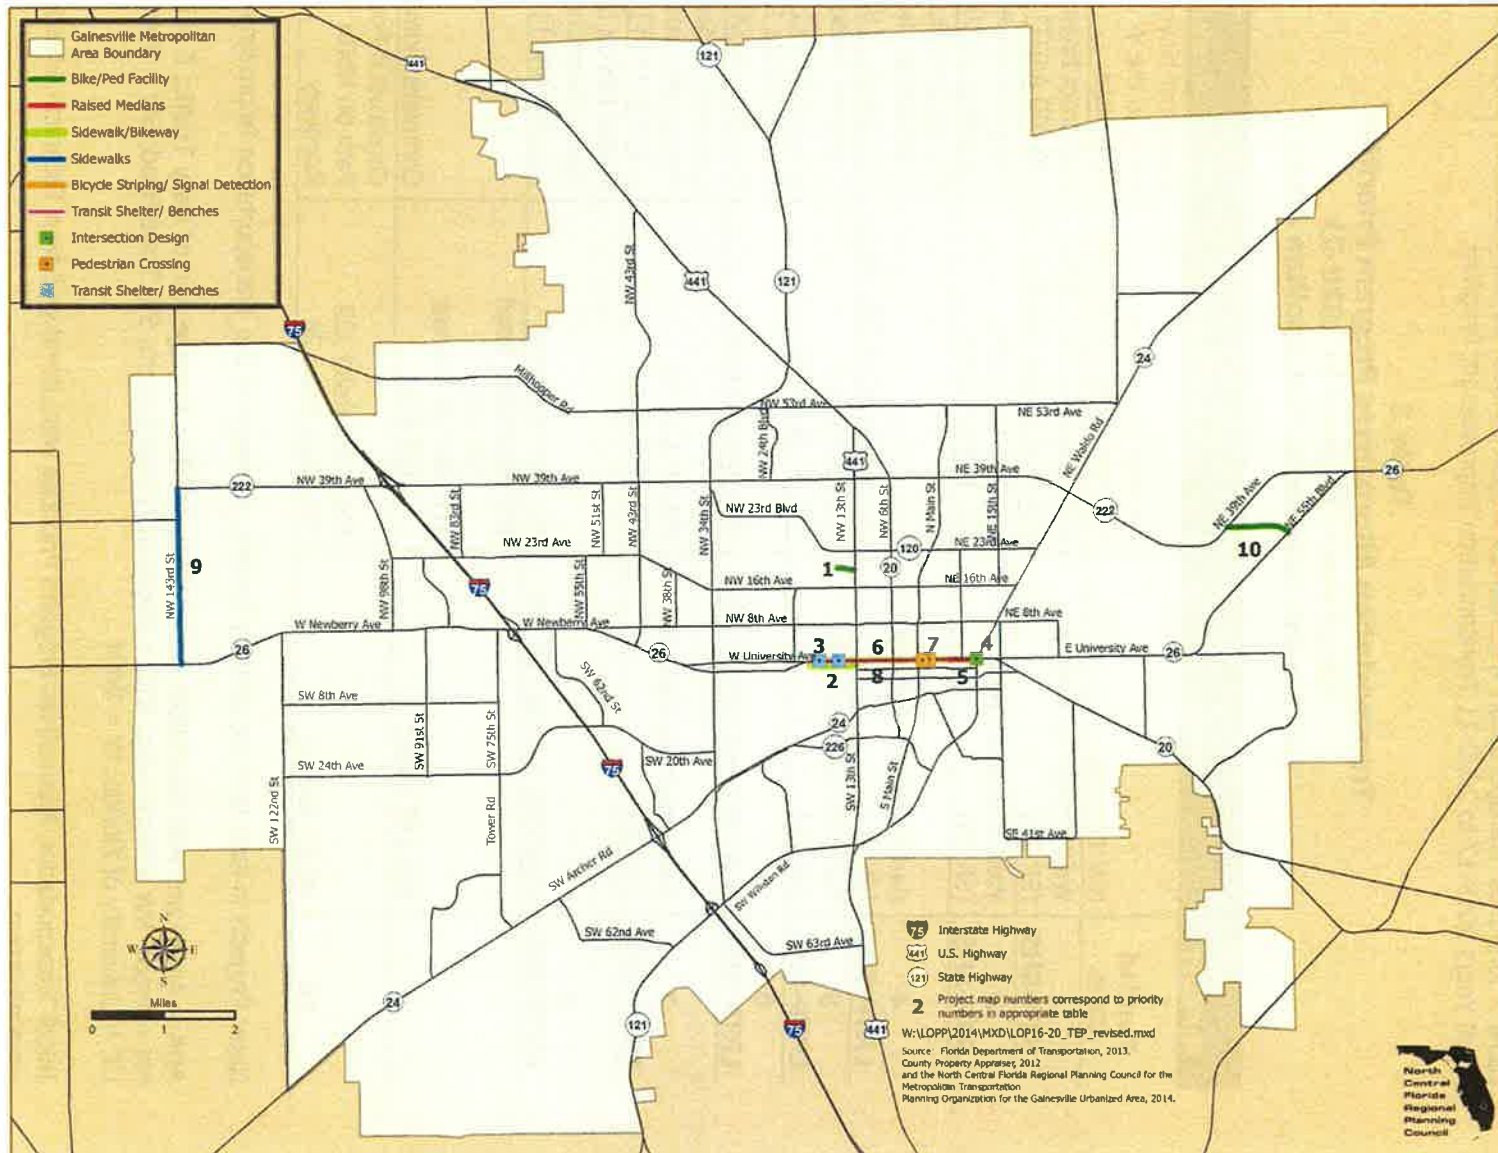 Gainesville Metropolitan
Area Boundary
Bike/Ped Facility
Raised Medians
Sidewalk/Bikeway
Sidewalks
Bicycle Striping/ Signal Detection
Transit Shelter/ Benches
Intersection Design
Pedestrian Crossing
Transit Shelter/ Benches
441
121
NW 43rd St
441
121
75
Millhopper Rd
24
NW 53rd Ave
NE 53rd Ave
NW 24th Blvd
NE Waldo Rd
441
222
NW 39th Ave
NW 39th Ave
NE 39th Ave
26
NW 83rd St
NW 51st St
NW 43rd St
NW 34th St
NW 23rd Blvd
NW 13th St
NW 6th St
N Main St
NE 15th St
222
NE 39th Ave
NE 55th Blvd
NW 23rd Ave
120
NE 23rd Ave
10
9
NW 143rd St
NW 98th St
75
NW 55th St
NW 38th St
1
20
NW 16th Ave
NE 16th Ave
W Newberry Ave
W Newberry Ave
NW 8th Ave
NE 8th Ave
26
26
W University Ave
3
6
7
4
E University Ave
26
2
8
5
SW 8th Ave
SW 62nd St
SW 91st St
SW 75th St
24
226
20
SW 24th Ave
75
SW 20th Ave
SW 13th St
S Main St
SW 122nd St
Tower Rd
SE 41st Ave
SW Archer Rd
SW Williston Rd
SW 62nd Ave
SW 63rd Ave
N
W E
S
Miles
0 1 2
24
121
75
441
75 Interstate Highway
441 U.S. Highway
121 State Highway
2 Project map numbers correspond to priority
numbers in appropriate table
W:\LOPP\2014\MXD\LOP16-20_TEP_revised.mxd
Source: Florida Department of Transportation, 2013.
County Property Appraiser, 2012
and the North Central Florida Regional Planning Council for the
Metropolitan Transportation
Planning Organization for the Gainesville Urbanized Area, 2014.
North
Central
Florida
Regional
Planning
Council